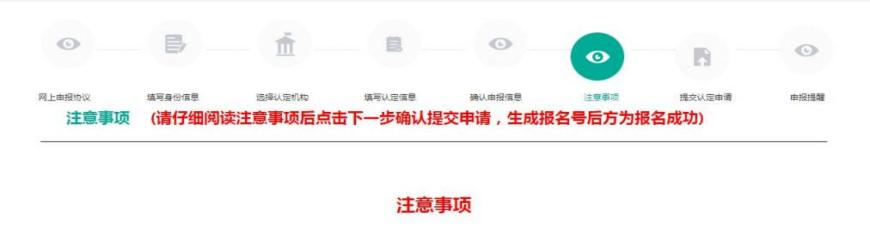 网上申报协议 填写身份信息 选择认定机构 填写认定信息 确认申报信息 注意事项 提交认定申请 申报提醒
注意事项 (请仔细阅读注意事项后点击下一步确认提交申请，生成报名号后方为报名成功)
注意事项